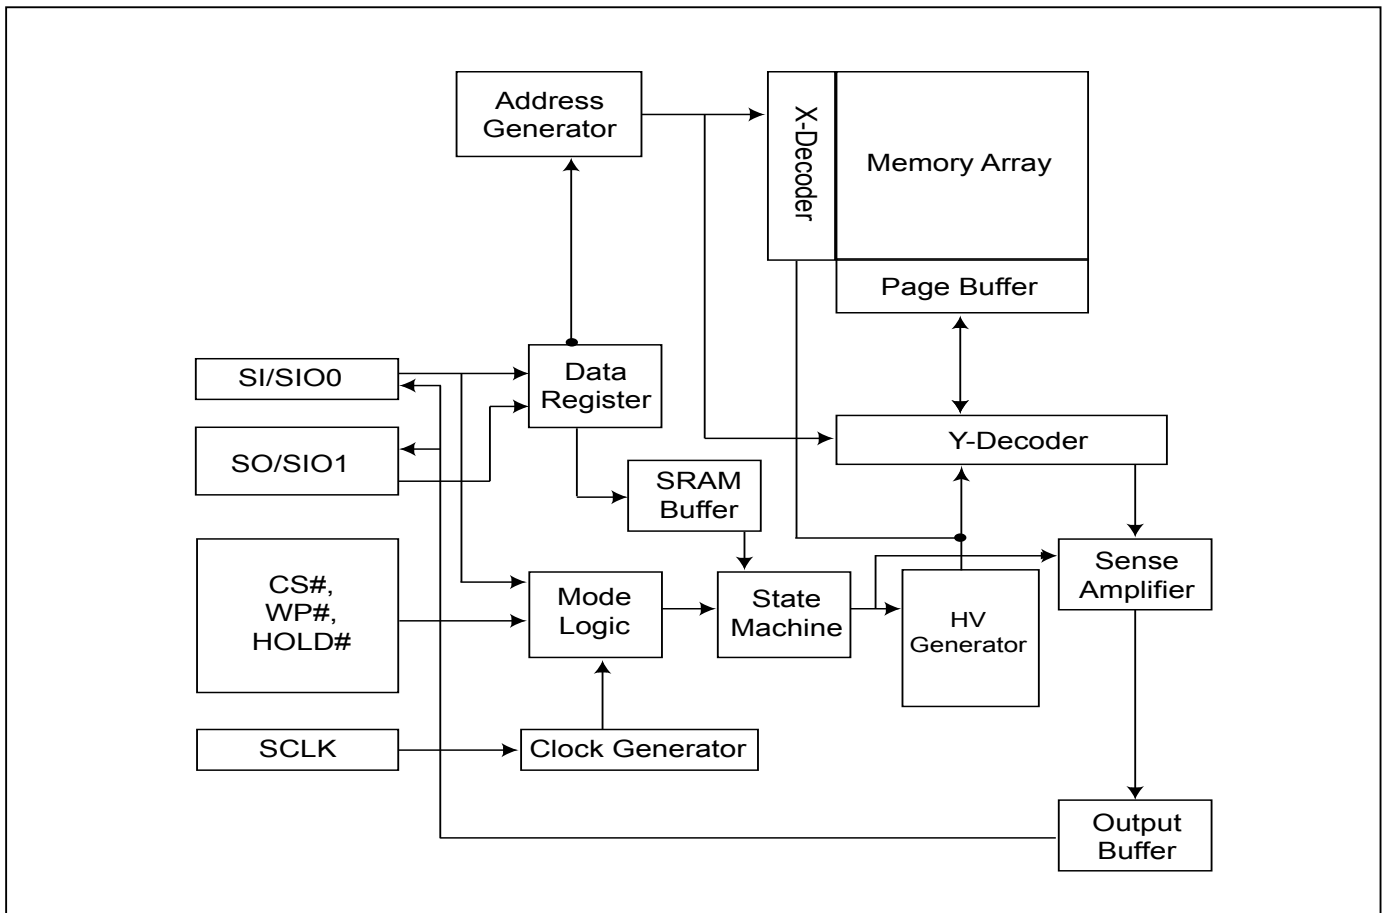 Address
Generator
X-Decoder
Memory Array
Page Buffer
SI/SIO0
Data
Register
SO/SIO1
Y-Decoder
SRAM
Buffer
CS#,
WP#,
HOLD#
Mode
Logic
State
Machine
HV
Generator
Sense
Amplifier
SCLK
Clock Generator
Output
Buffer